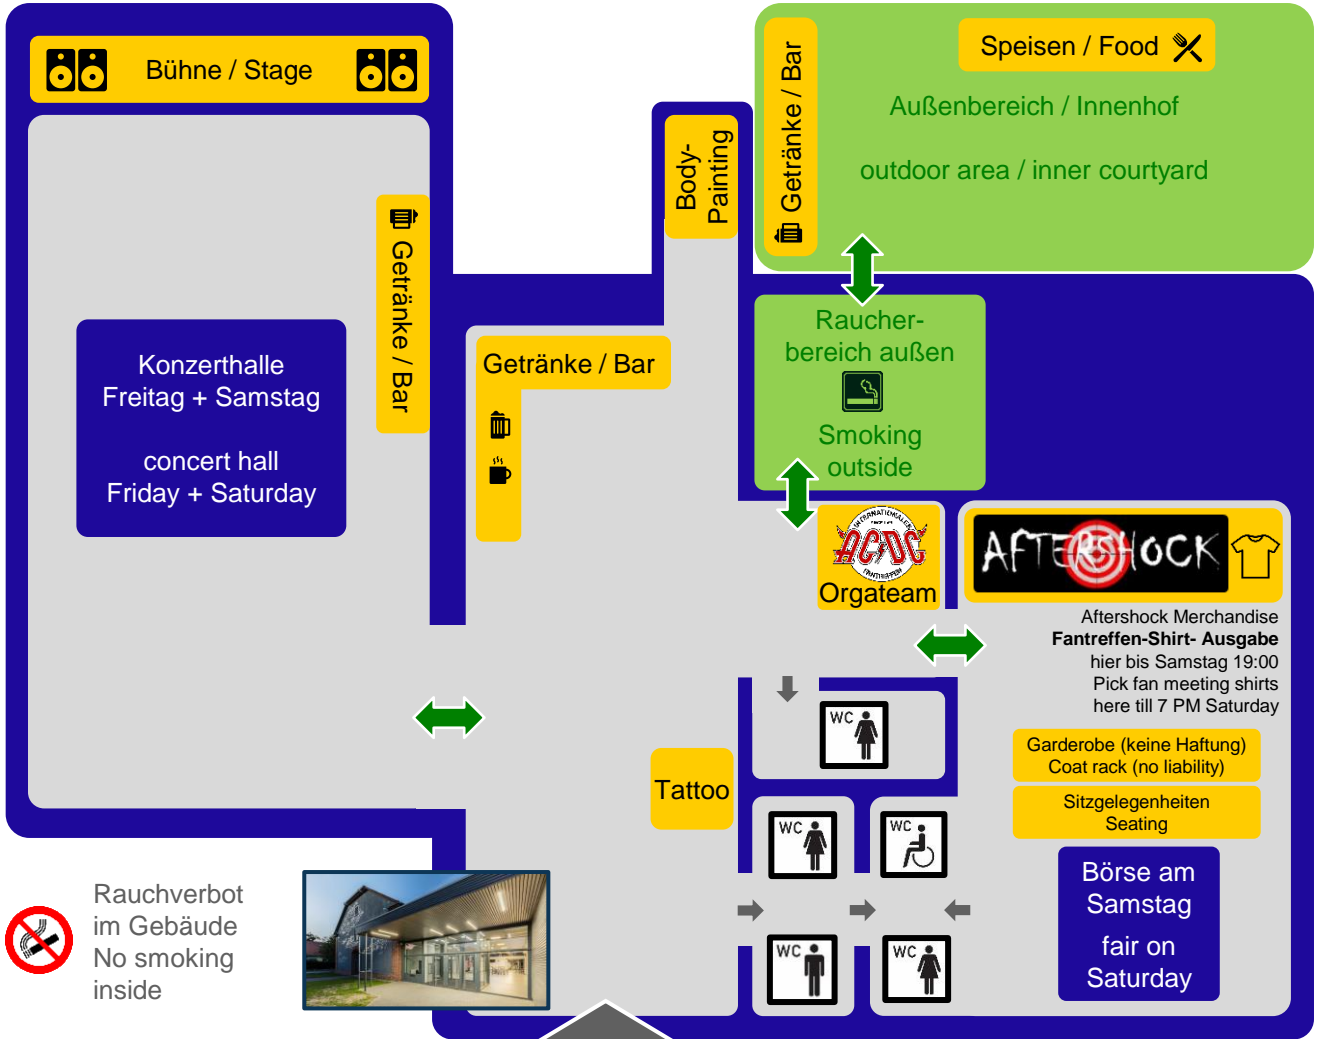 Bühne / Stage
Getränke / Bar
Konzerthalle
Freitag + Samstag
concert hall
Friday + Saturday
Getränke / Bar
Body-
Painting
Getränke / Bar
Speisen / Food
Außenbereich / Innenhof
outdoor area / inner courtyard
Raucher-
bereich außen
Smoking
outside
INTERNATIONALES
AC/DC
FANTREFFEN
Orgateam
AFTERSHOCK
Aftershock Merchandise
Fantreffen-Shirt- Ausgabe
hier bis Samstag 19:00
Pick fan meeting shirts
here till 7 PM Saturday
Garderobe (keine Haftung)
Coat rack (no liability)
Sitzgelegenheiten
Seating
Börse am
Samstag
fair on
Saturday
WC
Tattoo
WC
WC
WC
WC
Rauchverbot
im Gebäude
No smoking
inside